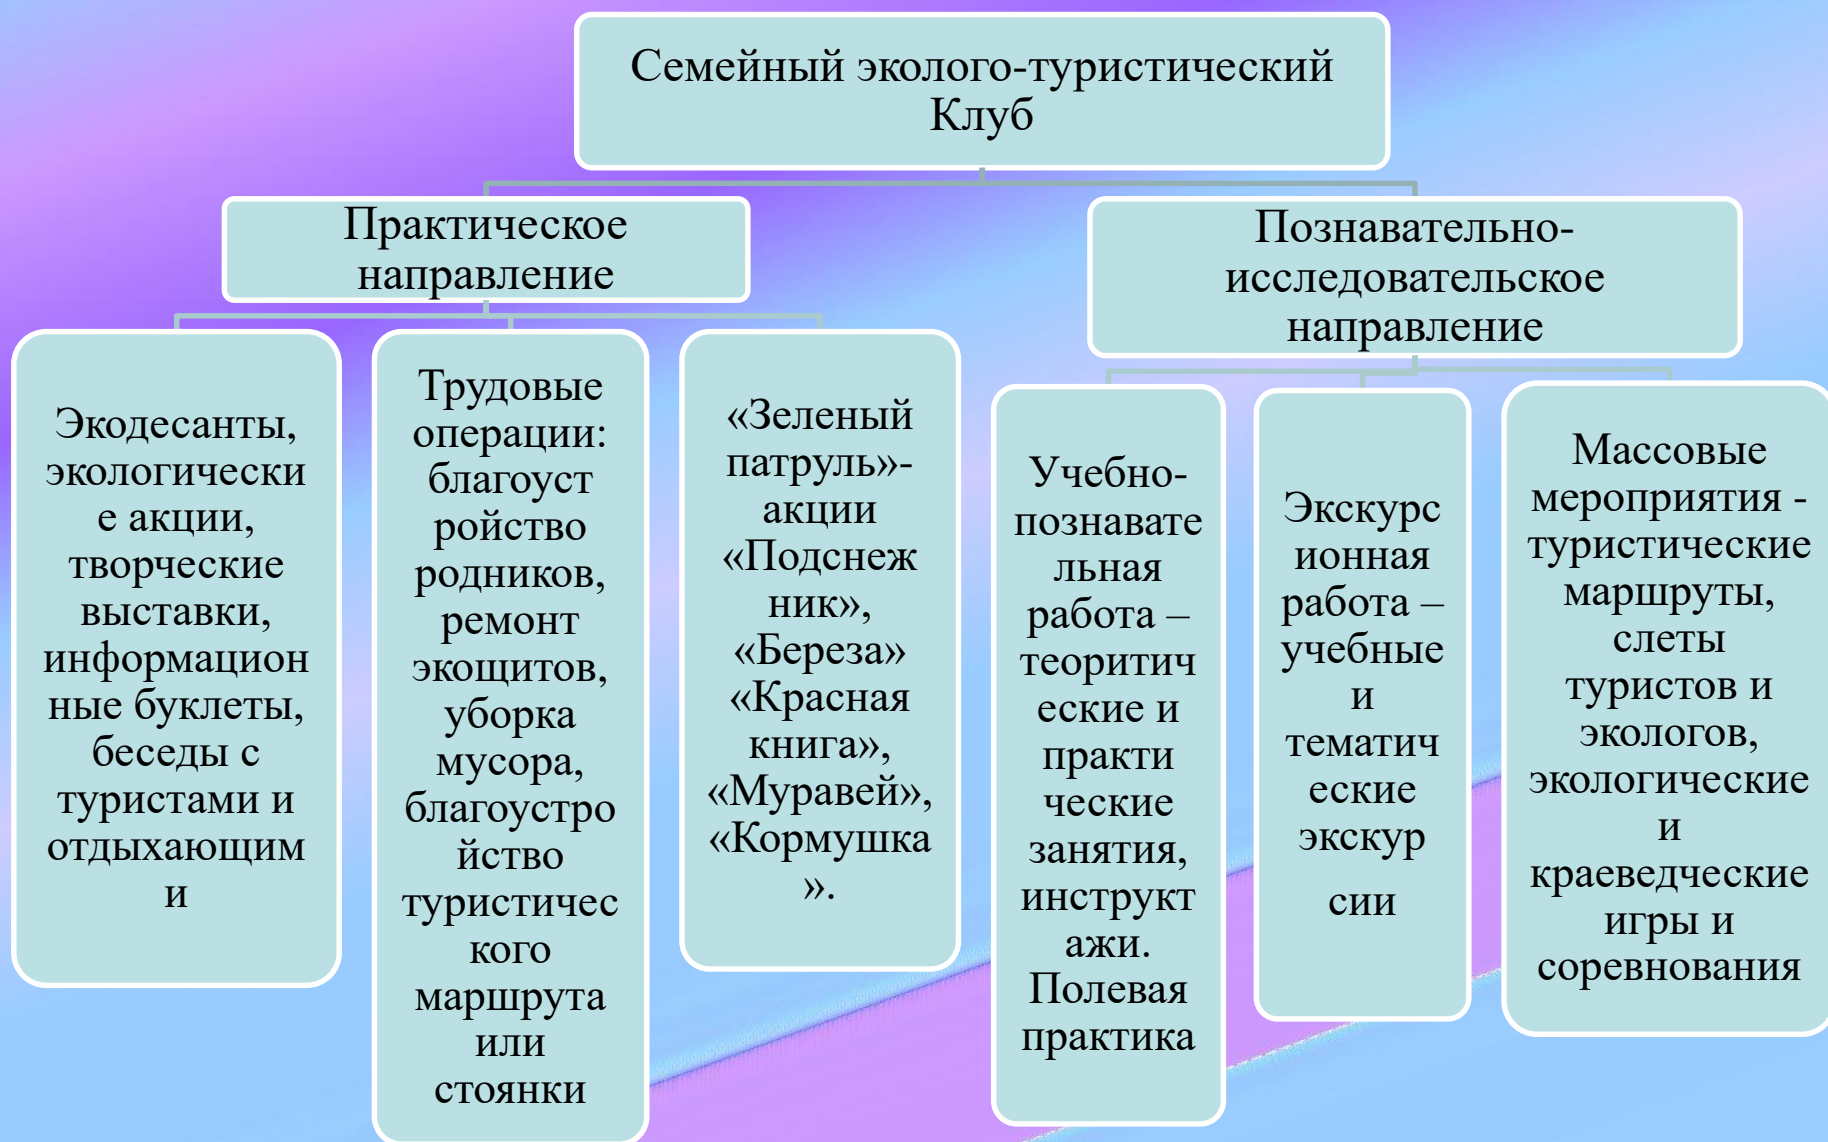 Семейный эколого-туристический
Клуб
Практическое
направление
Познавательно-
исследовательское
направление
Экодесанты,
экологически
е акции,
творческие
выставки,
информацион
ные буклеты,
беседы с
туристами и
отдыхающим
и
Трудовые
операции:
благоуст
ройство
родников,
ремонт
экощитов,
уборка
мусора,
благоустро
йство
туристичес
кого
маршрута
или
стоянки
«Зеленый
патруль»-
акции
«Подснеж
ник»,
«Береза»
«Красная
книга»,
«Муравей»,
«Кормушка
».
Учебно-
познавате
льная
работа –
теоритич
еские и
практи
ческие
занятия,
инструкт
ажи.
Полевая
практика
Экскурс
ионная
работа –
учебные
и
тематич
еские
экскур
сии
Массовые
мероприятия -
туристические
маршруты,
слеты
туристов и
экологов,
экологические
и
краеведческие
игры и
соревнования